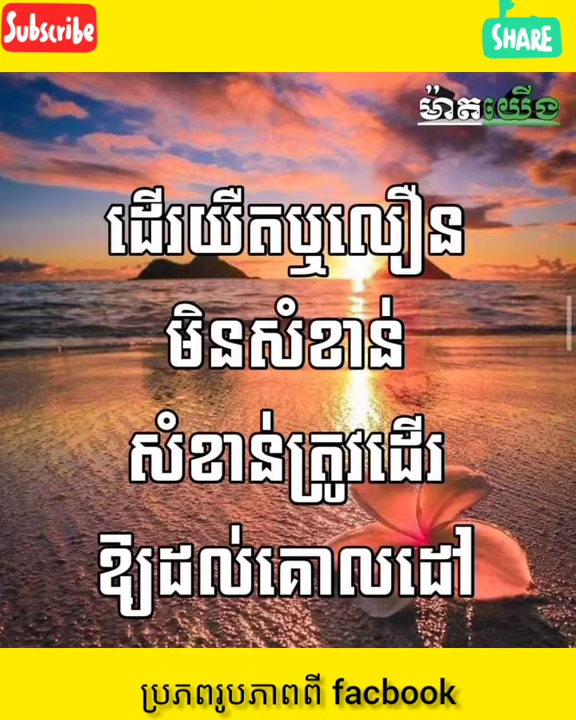 Subscribe
SHARE
ម៉ាតយើង
ដើរយឺតឬលឿន
មិនសំខាន់
សំខាន់ត្រូវដើរ
ឱ្យដល់គោលដៅ
ប្រភពរូបភាពពី facbook